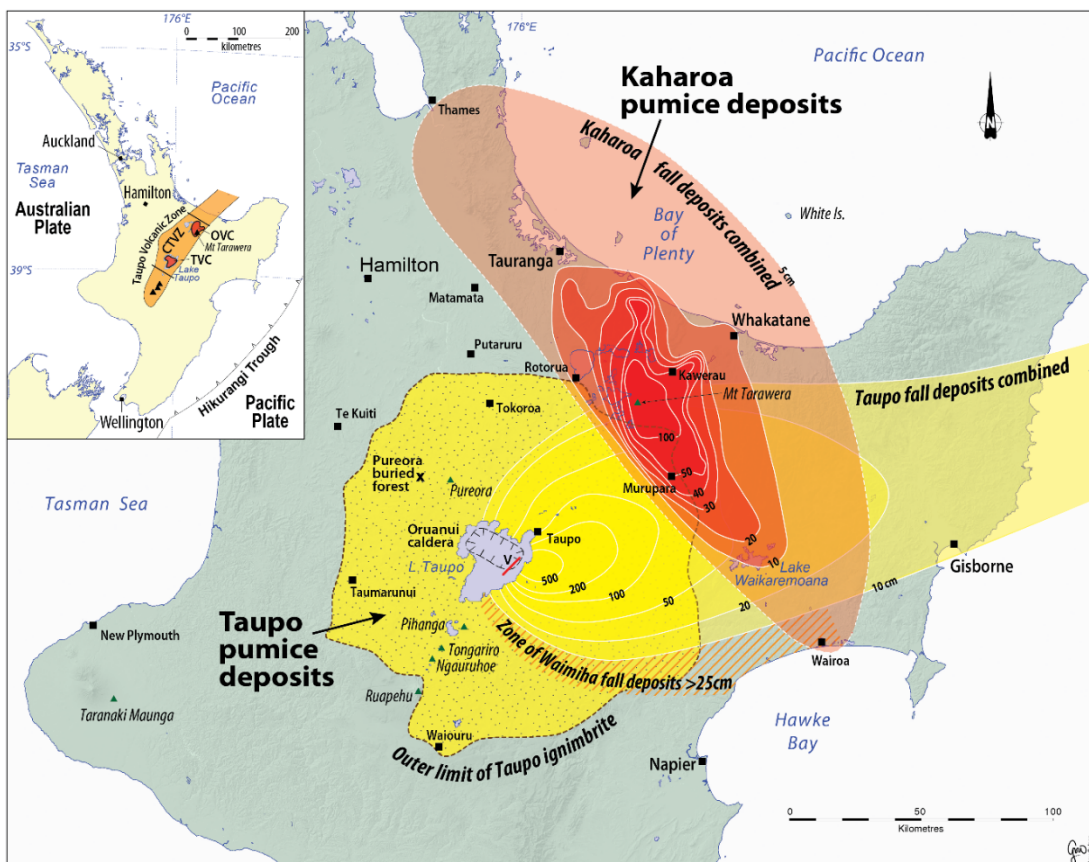 176°E
0
100
200
kilometres
35°S
Pacific
Ocean
Auckland
Tasman
Sea
Hamilton
Australian
Plate
Taupo Volcanic Zone
CTVZ
OVC
Mt Tarawera
TVC
Lake
Taupo
39°S
Hikurangi Trough
Wellington
Pacific
Plate
176°E
Pacific Ocean
Kaharoa
pumice deposits
N
Thames
Kaharoa fall deposits combined
5 cm
White Is.
Bay
of
Plenty
Tauranga
Hamilton
Matamata
Whakatane
Putaruru
Rotorua
Kawerau
Taupo fall deposits combined
Mt Tarawera
Tokoroa
Te Kuiti
100
50
40
30
20
10
Murupara
Pureora
buried
forest
x
Pureora
Tasman Sea
Oruanui
caldera
Taupo
V
L. Taupo
500
200
100
50
20
10 cm
Lake
Waikaremoana
Gisborne
Taumarunui
Taupo
pumice
deposits
Pihanga
Tongariro
Ngauruhoe
Zone of Waimiha fall deposits >25cm
Wairoa
New Plymouth
Taranaki Maunga
Ruapehu
Waiouru
Outer limit of Taupo ignimbrite
Hawke
Bay
Napier
0
50
100
Kilometres